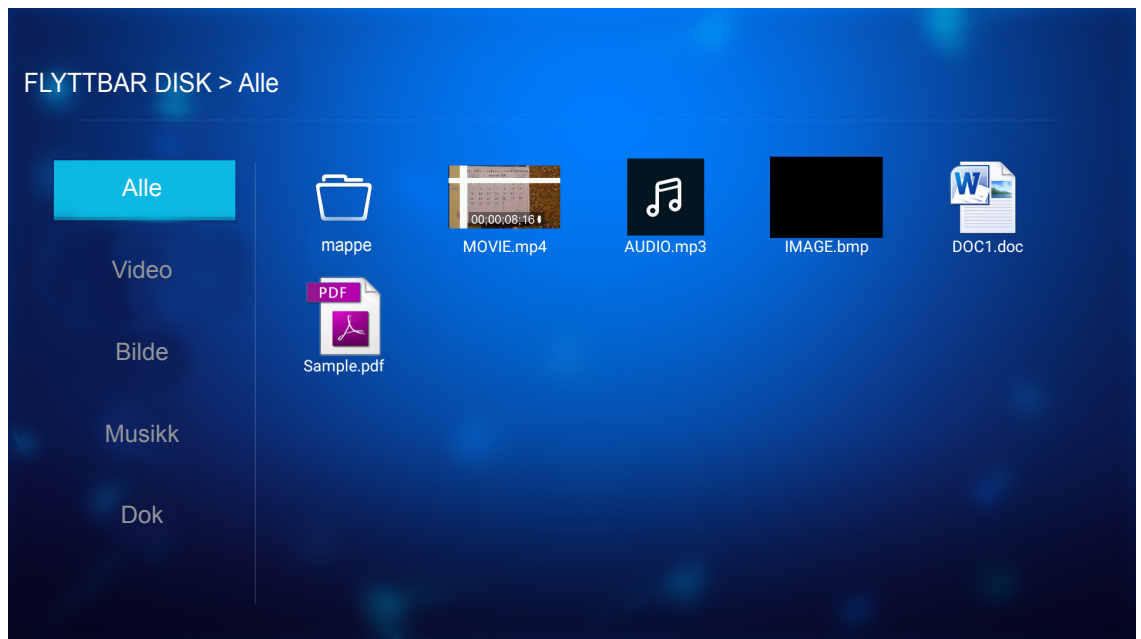 FLYTTBAR DISK > Alle
Alle
Video
Bilde
Musikk
Dok
00;00;08;16
mappe
MOVIE.mp4
AUDIO.mp3
IMAGE.bmp
W
DOC1.doc
PDF
Sample.pdf